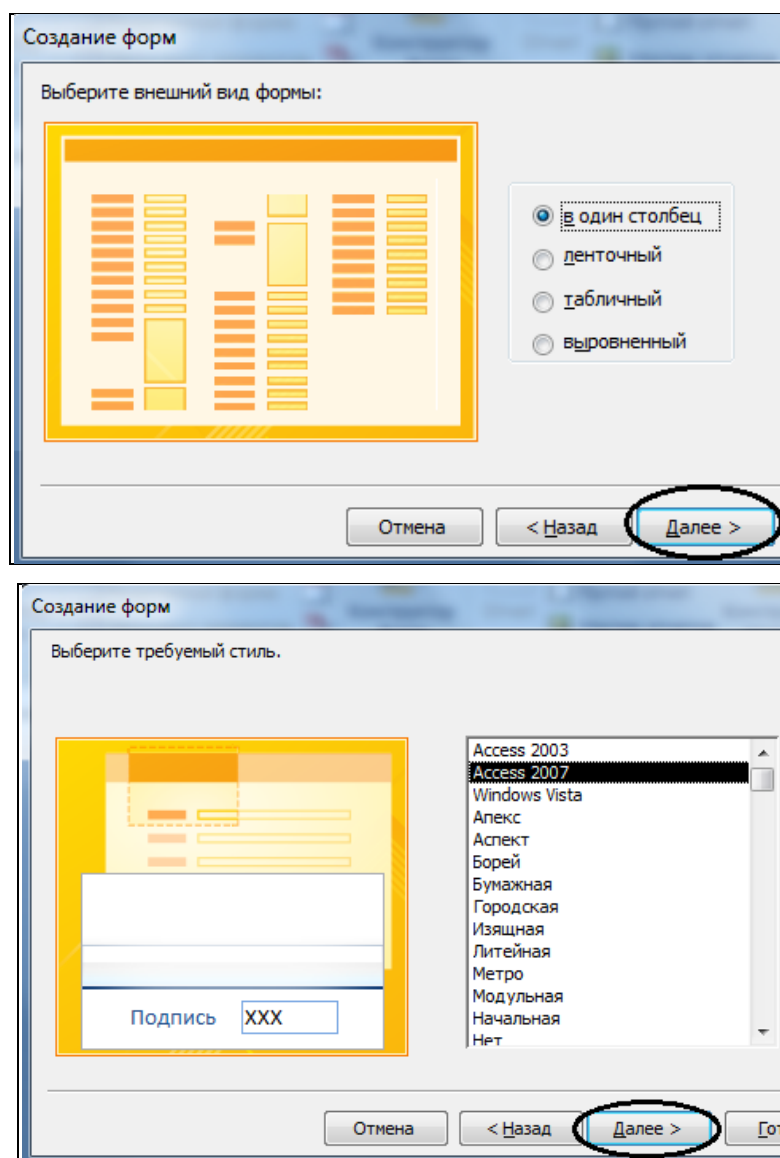 Создание форм
Выберите внешний вид формы:
в один столбец
ленточный
табличный
выровненный
Отмена
< Назад
Далее >
Создание форм
Выберите требуемый стиль.
Access 2003
Access 2007
Windows Vista
Апекс
Аспект
Борей
Бумажная
Городская
Изящная
Литейная
Метро
Модульная
Начальная
Нет
Подпись XXX
Отмена
< Назад
Далее >